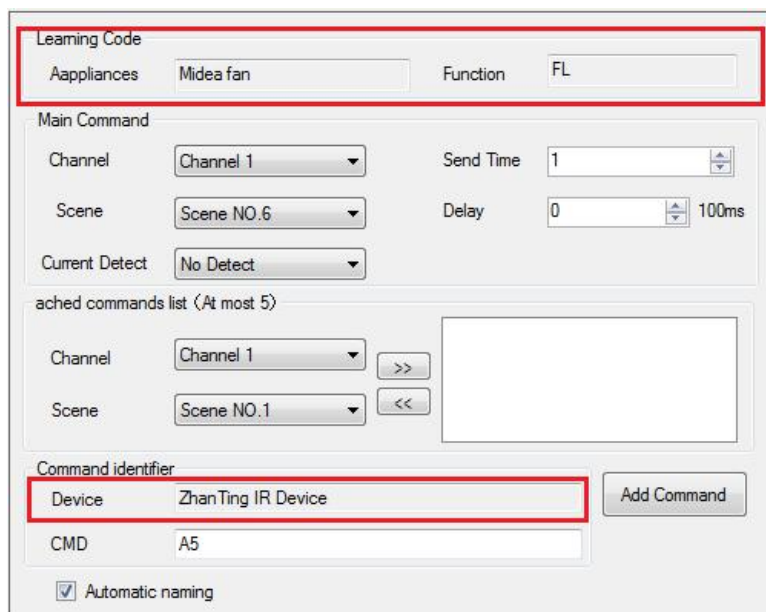 Learning Code
Aappliances Midea fan Function FL
Main Command
Channel Channel 1 Send Time 1
Scene Scene NO.6 Delay 0 100ms
Current Detect No Detect
ached commands list (At most 5)
Channel Channel 1 >>
Scene Scene NO.1 <<
Command identifier
Device ZhanTing IR Device Add Command
CMD A5
Automatic naming